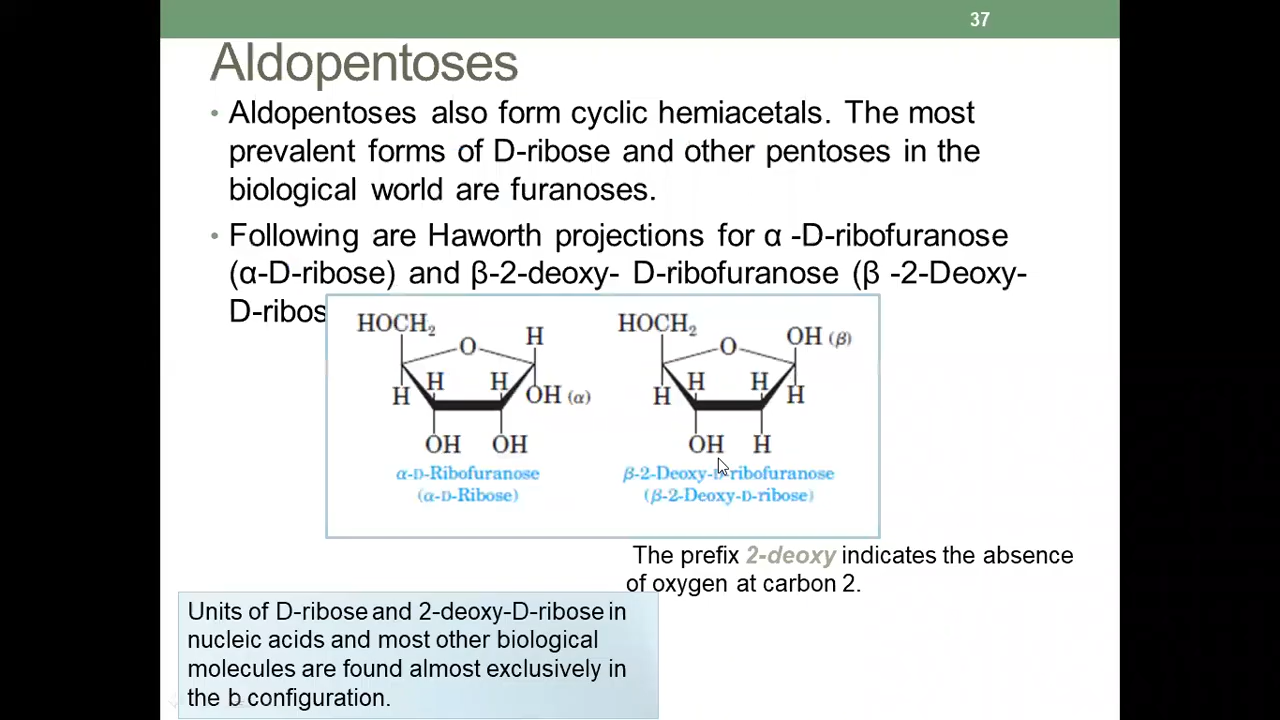 37
Aldopentoses
• Aldopentoses also form cyclic hemiacetals. The most
prevalent forms of D-ribose and other pentoses in the
biological world are furanoses.
• Following are Haworth projections for α -D-ribofuranose
(α-D-ribose) and β-2-deoxy- D-ribofuranose (β -2-Deoxy-
D-ribos
HOCH₂ O H H H H OH (α) OH OH
α-D-Ribofuranose
(α-D-Ribose)
HOCH₂ O OH (β) H H H H OH H
β-2-Deoxy-D-ribofuranose
(β-2-Deoxy-D-ribose)
The prefix 2-deoxy indicates the absence
of oxygen at carbon 2.
Units of D-ribose and 2-deoxy-D-ribose in
nucleic acids and most other biological
molecules are found almost exclusively in
the b configuration.